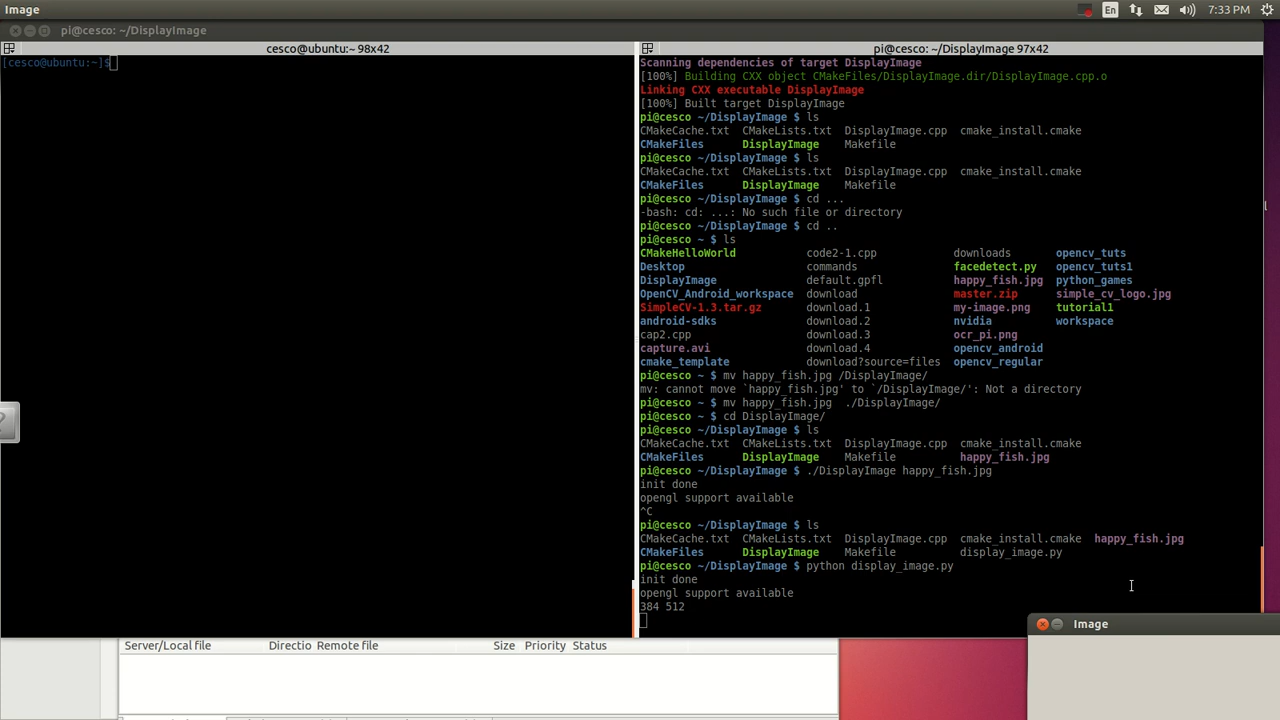 Image
En
7:33 PM
pi@cesco: ~/DisplayImage
cesco@ubuntu:~ 98x42
[cesco@ubuntu:~]$
pi@cesco: ~/DisplayImage 97x42
Scanning dependencies of target DisplayImage
[100%] Building CXX object CMakeFiles/DisplayImage.dir/DisplayImage.cpp.o
Linking CXX executable DisplayImage
[100%] Built target DisplayImage
pi@cesco ~/DisplayImage $ ls
CMakeCache.txt  CMakeLists.txt  DisplayImage.cpp  cmake_install.cmake
CMakeFiles      DisplayImage    Makefile
pi@cesco ~/DisplayImage $ ls
CMakeCache.txt  CMakeLists.txt  DisplayImage.cpp  cmake_install.cmake
CMakeFiles      DisplayImage    Makefile
pi@cesco ~/DisplayImage $ cd ...
-bash: cd: ...: No such file or directory
pi@cesco ~/DisplayImage $ cd ..
pi@cesco ~ $ ls
CMakeHelloWorld         code2-1.cpp            downloads        opencv_tuts
Desktop                 commands               facedetect.py    opencv_tuts1
DisplayImage            default.gpfl           happy_fish.jpg   python_games
OpenCV_Android_workspace  download             master.zip       simple_cv_logo.jpg
SimpleCV-1.3.tar.gz     download.1             my-image.png     tutorial1
android-sdks            download.2             nvidia           workspace
cap2.cpp                download.3             ocr_pi.png
capture.avi             download.4             opencv_android
cmake_template          download?source=files  opencv_regular
pi@cesco ~ $ mv happy_fish.jpg /DisplayImage/
mv: cannot move `happy_fish.jpg' to `/DisplayImage/': Not a directory
pi@cesco ~ $ mv happy_fish.jpg  ./DisplayImage/
pi@cesco ~ $ cd DisplayImage/
pi@cesco ~/DisplayImage $ ls
CMakeCache.txt  CMakeLists.txt  DisplayImage.cpp  cmake_install.cmake
CMakeFiles      DisplayImage    Makefile          happy_fish.jpg
pi@cesco ~/DisplayImage $ ./DisplayImage happy_fish.jpg
init done
opengl support available
^C
pi@cesco ~/DisplayImage $ ls
CMakeCache.txt  CMakeLists.txt  DisplayImage.cpp  cmake_install.cmake  happy_fish.jpg
CMakeFiles      DisplayImage    Makefile          display_image.py
pi@cesco ~/DisplayImage $ python display_image.py
init done
opengl support available
384 512
Image
Server/Local file  Directio  Remote file  Size  Priority  Status